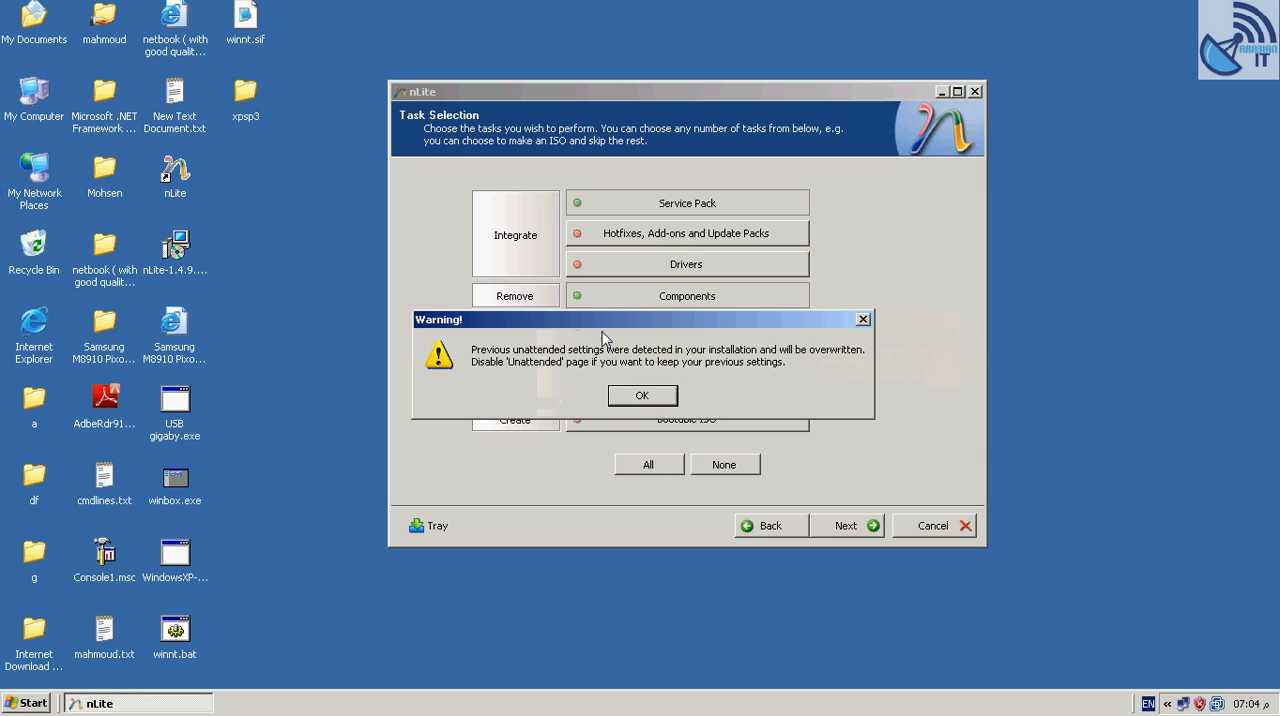 My Documents
mahmoud
netbook ( with
good qualit...
winnt.sif
ARABIAN
IT
My Computer
Microsoft .NET
Framework ...
New Text
Document.txt
xpsp3
My Network
Places
Mohsen
nLite
Recycle Bin
netbook ( with
good qualit...
nLite-1.4.9....
Internet
Explorer
Samsung
M8910 Pixo...
Samsung
M8910 Pixo...
a
AdbeRdr91...
USB
gigaby.exe
df
cmdlines.txt
winbox.exe
g
Console1.msc
WindowsXP-...
Internet
Download ...
mahmoud.txt
winnt.bat
nLite
Task Selection
Choose the tasks you wish to perform. You can choose any number of tasks from below, e.g.
you can choose to make an ISO and skip the rest.
Integrate
Service Pack
Hotfixes, Add-ons and Update Packs
Drivers
Remove
Components
Warning!
Previous unattended settings were detected in your installation and will be overwritten.
Disable 'Unattended' page if you want to keep your previous settings.
OK
Create
Bootable ISO
All
None
Tray
Back
Next
Cancel
Start
nLite
EN
«
07:04 م